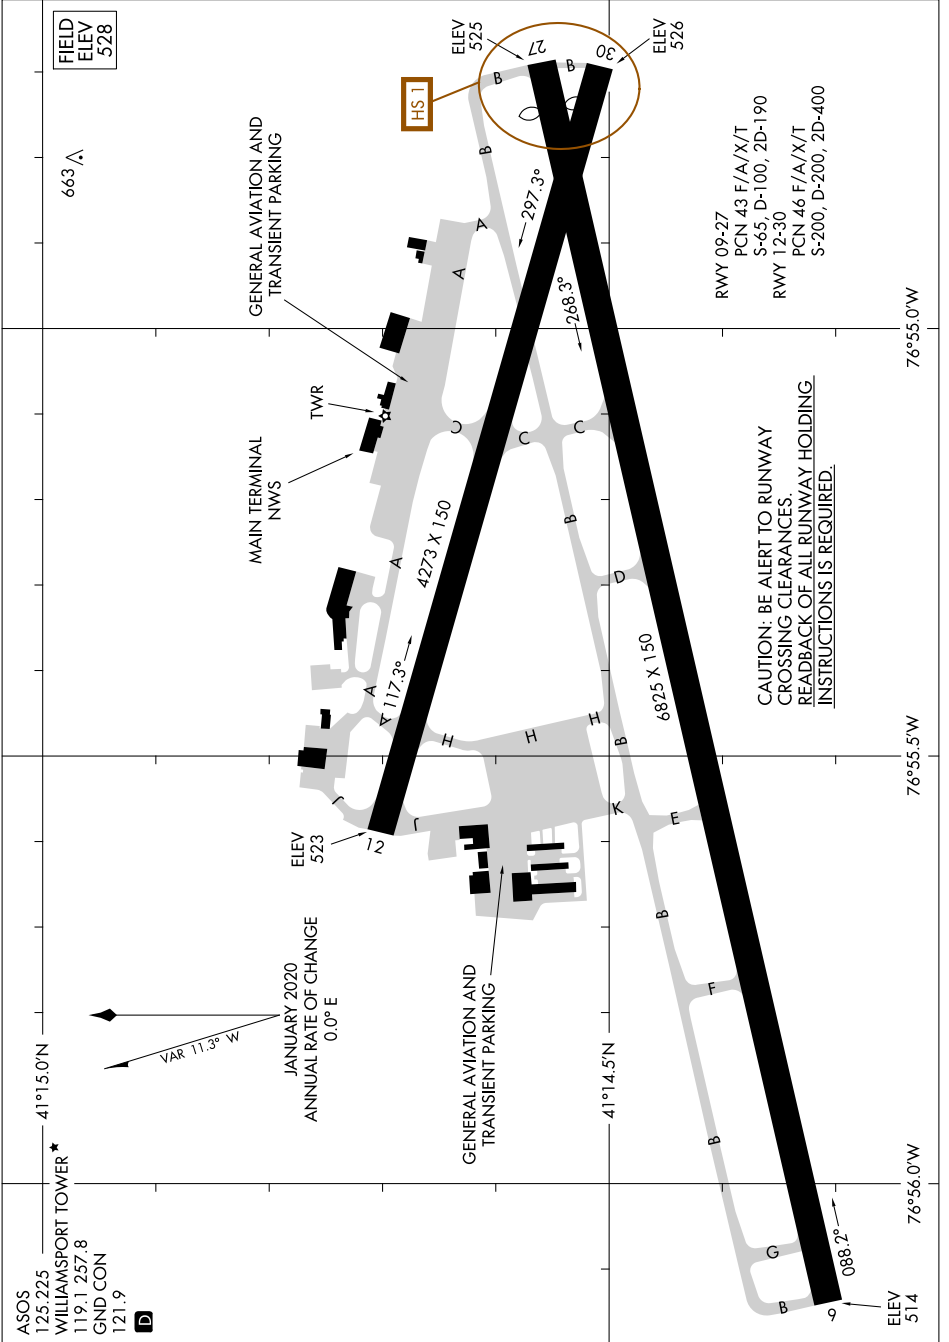 ASOS
125.225
WILLIAMSPORT TOWER★
119.1 257.8
GND CON
121.9
D
FIELD
ELEV
528
663
41°15.0'N
VAR 11.3° W
JANUARY 2020
ANNUAL RATE OF CHANGE
0.0° E
MAIN TERMINAL
NWS
TWR
GENERAL AVIATION AND
TRANSIENT PARKING
HS 1
ELEV
525
27
ELEV
526
30
B
B
B
A
A
297.3°
268.3°
C
C
C
4273 X 150
A
B
D
A
A
117.3°
H
H
H
B
6825 X 150
J
J
ELEV
523
12
K
E
GENERAL AVIATION AND
TRANSIENT PARKING
B
F
41°14.5'N
B
G
B
9
088.2°
ELEV
514
RWY 09-27
PCN 43 F/A/X/T
S-65, D-100, 2D-190
RWY 12-30
PCN 46 F/A/X/T
S-200, D-200, 2D-400
CAUTION: BE ALERT TO RUNWAY
CROSSING CLEARANCES.
READBACK OF ALL RUNWAY HOLDING
INSTRUCTIONS IS REQUIRED.
76°56.0'W
76°55.5'W
76°55.0'W